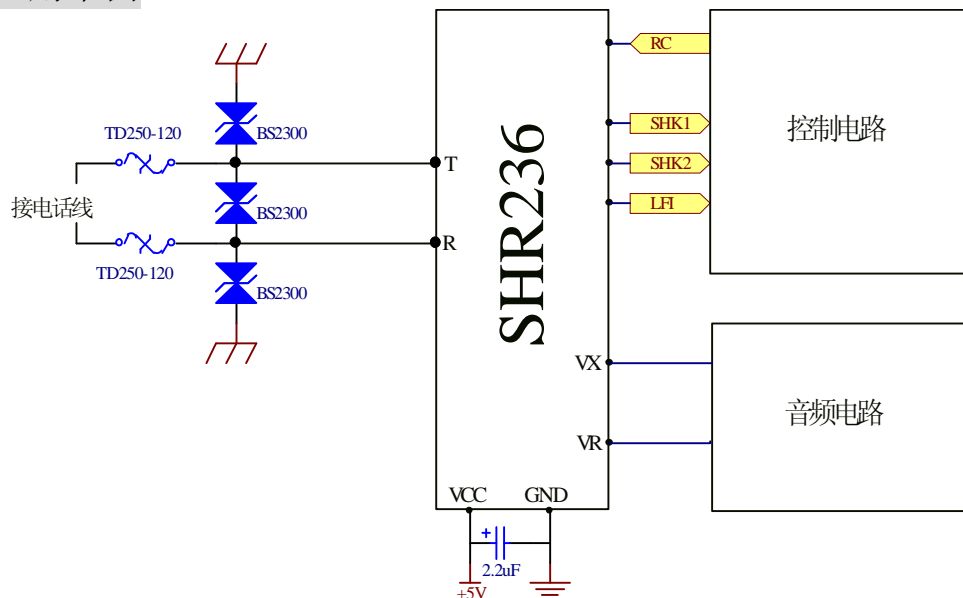 RC
TD250-120
BS2300
SHK1
控制电路
T
SHK2
接电话线
BS2300
LFI
R
TD250-120
BS2300
SHR236
VX
音频电路
VR
VCC
GND
+
2.2uF
+5V